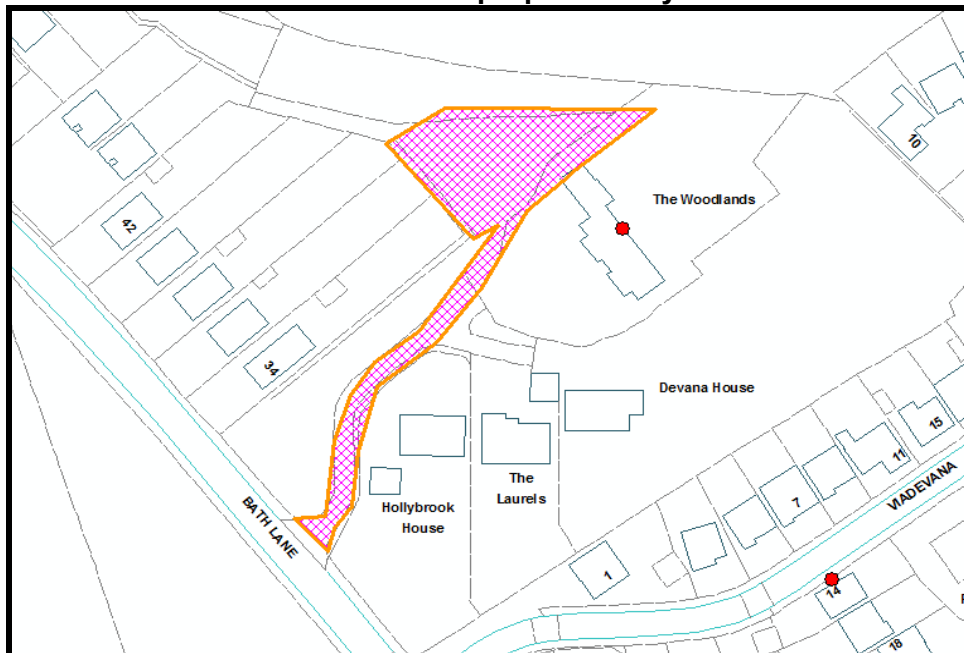 10
The Woodlands
42
34
Devana House
15
The
Laurels
11
Hollybrook
House
7
VIADEVANA
BATH LANE
1
14
18